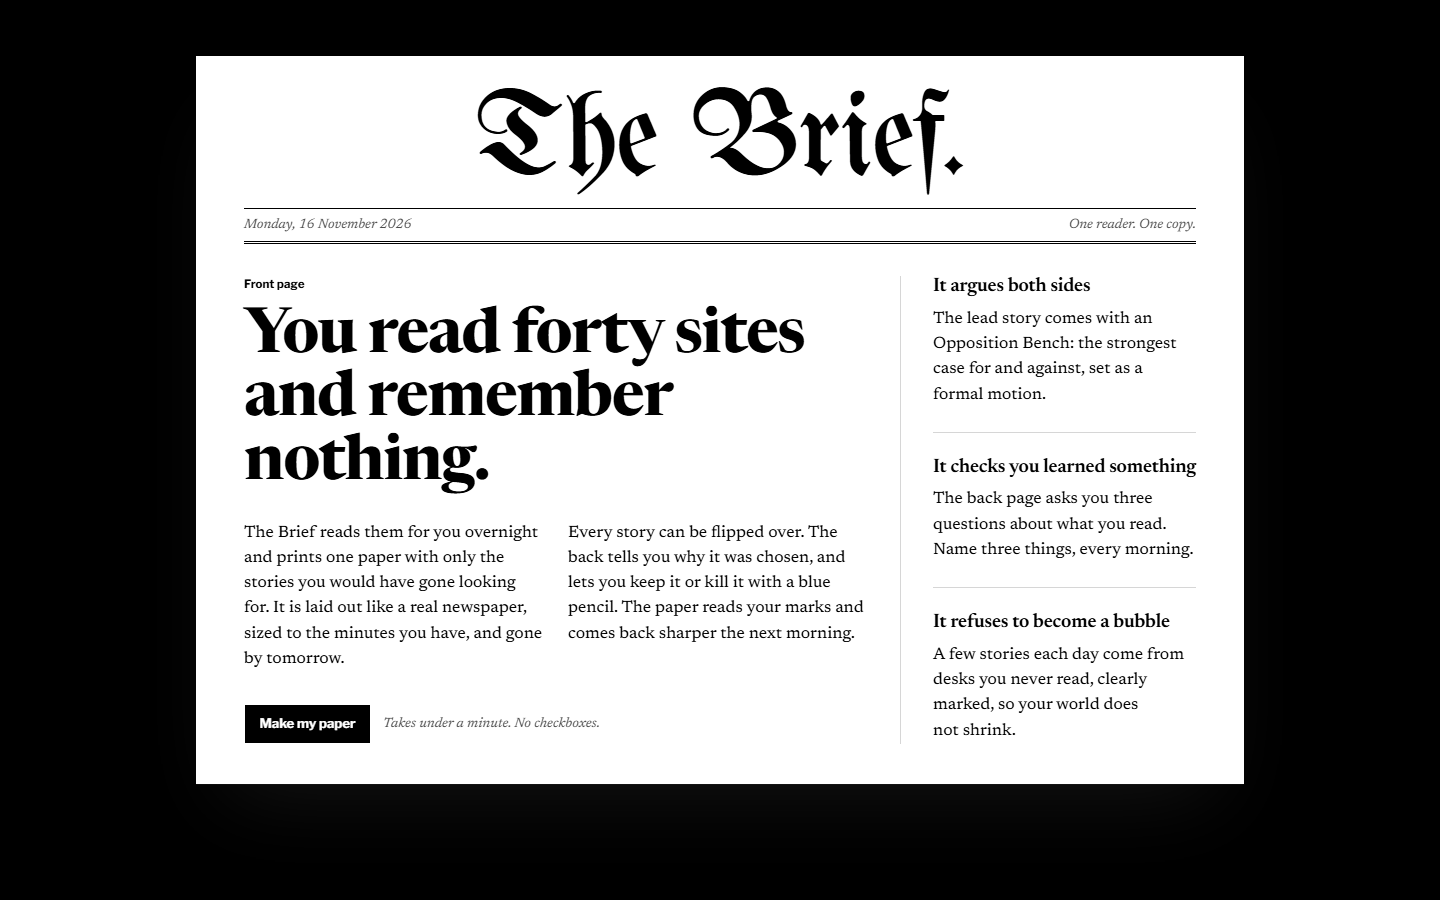 The Brief.
Monday, 16 November 2026
One reader. One copy.
Front page
You read forty sites
and remember
nothing.
The Brief reads them for you overnight
and prints one paper with only the
stories you would have gone looking
for. It is laid out like a real newspaper,
sized to the minutes you have, and gone
by tomorrow.
Every story can be flipped over. The
back tells you why it was chosen, and
lets you keep it or kill it with a blue
pencil. The paper reads your marks and
comes back sharper the next morning.
Make my paper
Takes under a minute. No checkboxes.
It argues both sides
The lead story comes with an
Opposition Bench: the strongest
case for and against, set as a
formal motion.
It checks you learned something
The back page asks you three
questions about what you read.
Name three things, every morning.
It refuses to become a bubble
A few stories each day come from
desks you never read, clearly
marked, so your world does
not shrink.